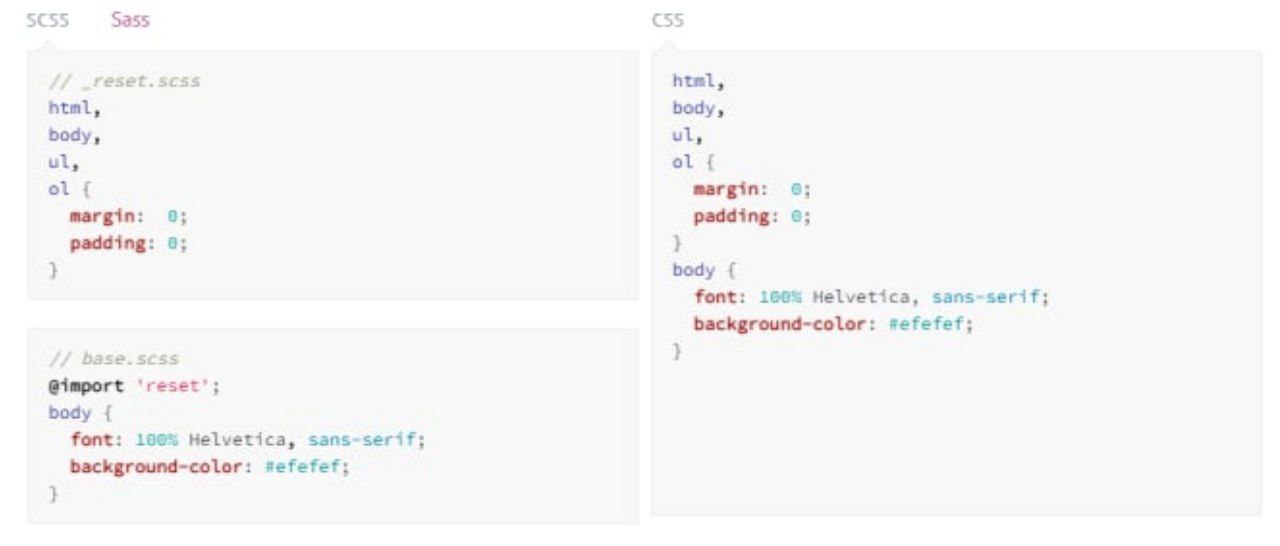 SCSS Sass
// _reset.scss
html,
body,
ul,
ol {
  margin:  0;
  padding: 0;
}
// base.scss
@import 'reset';
body {
  font: 100% Helvetica, sans-serif;
  background-color: #efefef;
}
CSS
html,
body,
ul,
ol {
  margin:  0;
  padding: 0;
}
body {
  font: 100% Helvetica, sans-serif;
  background-color: #efefef;
}